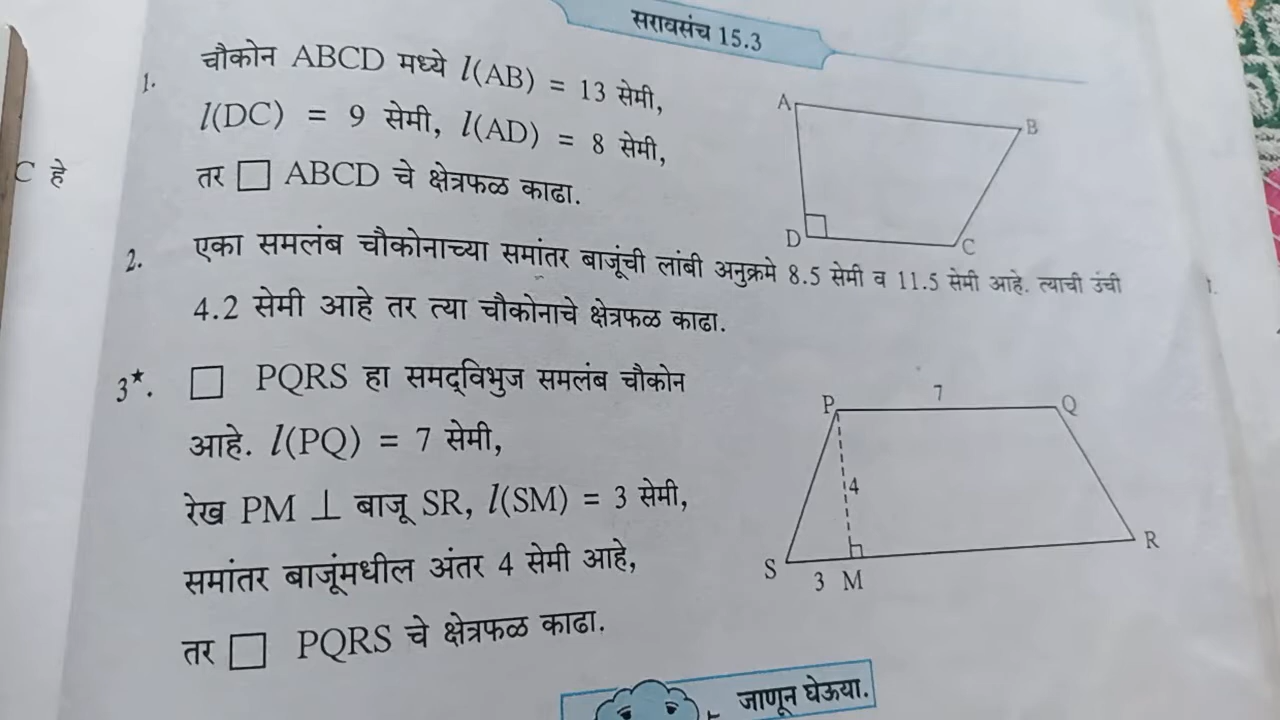 सरावसंच 15.3
1. चौकोन ABCD मध्ये l(AB) = 13 सेमी,
l(DC) = 9 सेमी, l(AD) = 8 सेमी,
तर □ ABCD चे क्षेत्रफळ काढा.
A
B
D
C
C हे
2. एका समलंब चौकोनाच्या समांतर बाजूंची लांबी अनुक्रमे 8.5 सेमी व 11.5 सेमी आहे. त्याची उंची
4.2 सेमी आहे तर त्या चौकोनाचे क्षेत्रफळ काढा.
1.
3*. □ PQRS हा समद्विभुज समलंब चौकोन
आहे. l(PQ) = 7 सेमी,
रेख PM ⊥ बाजू SR, l(SM) = 3 सेमी,
समांतर बाजूंमधील अंतर 4 सेमी आहे,
तर □ PQRS चे क्षेत्रफळ काढा.
7
P
Q
4
S
3 M
R
जाणून घेऊया.